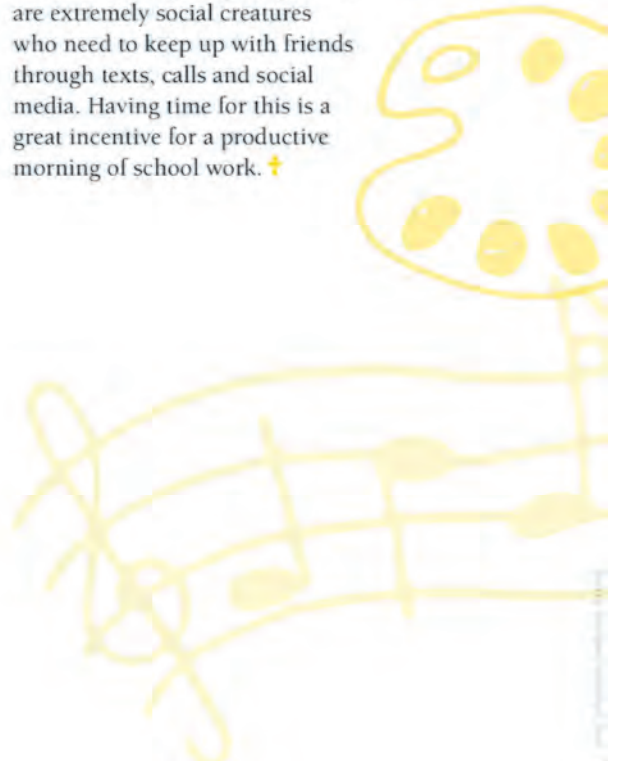 are extremely social creatures
who need to keep up with friends
through texts, calls and social
media. Having time for this is a
great incentive for a productive
morning of school work. ✝